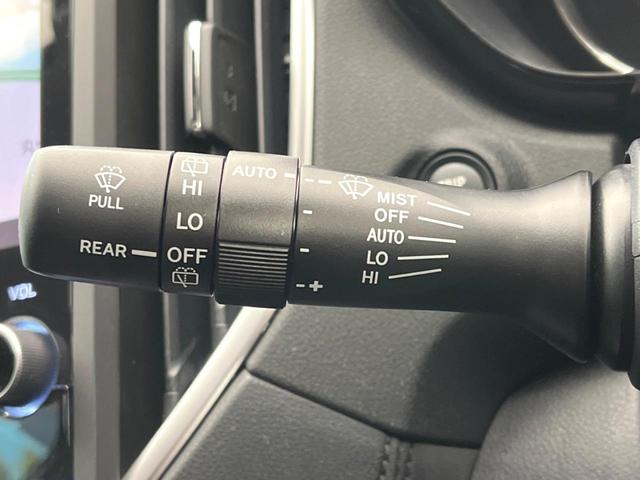 PULL
REAR
HI
LO
OFF
AUTO
- +
MIST
OFF
AUTO
LO
HI
VOL